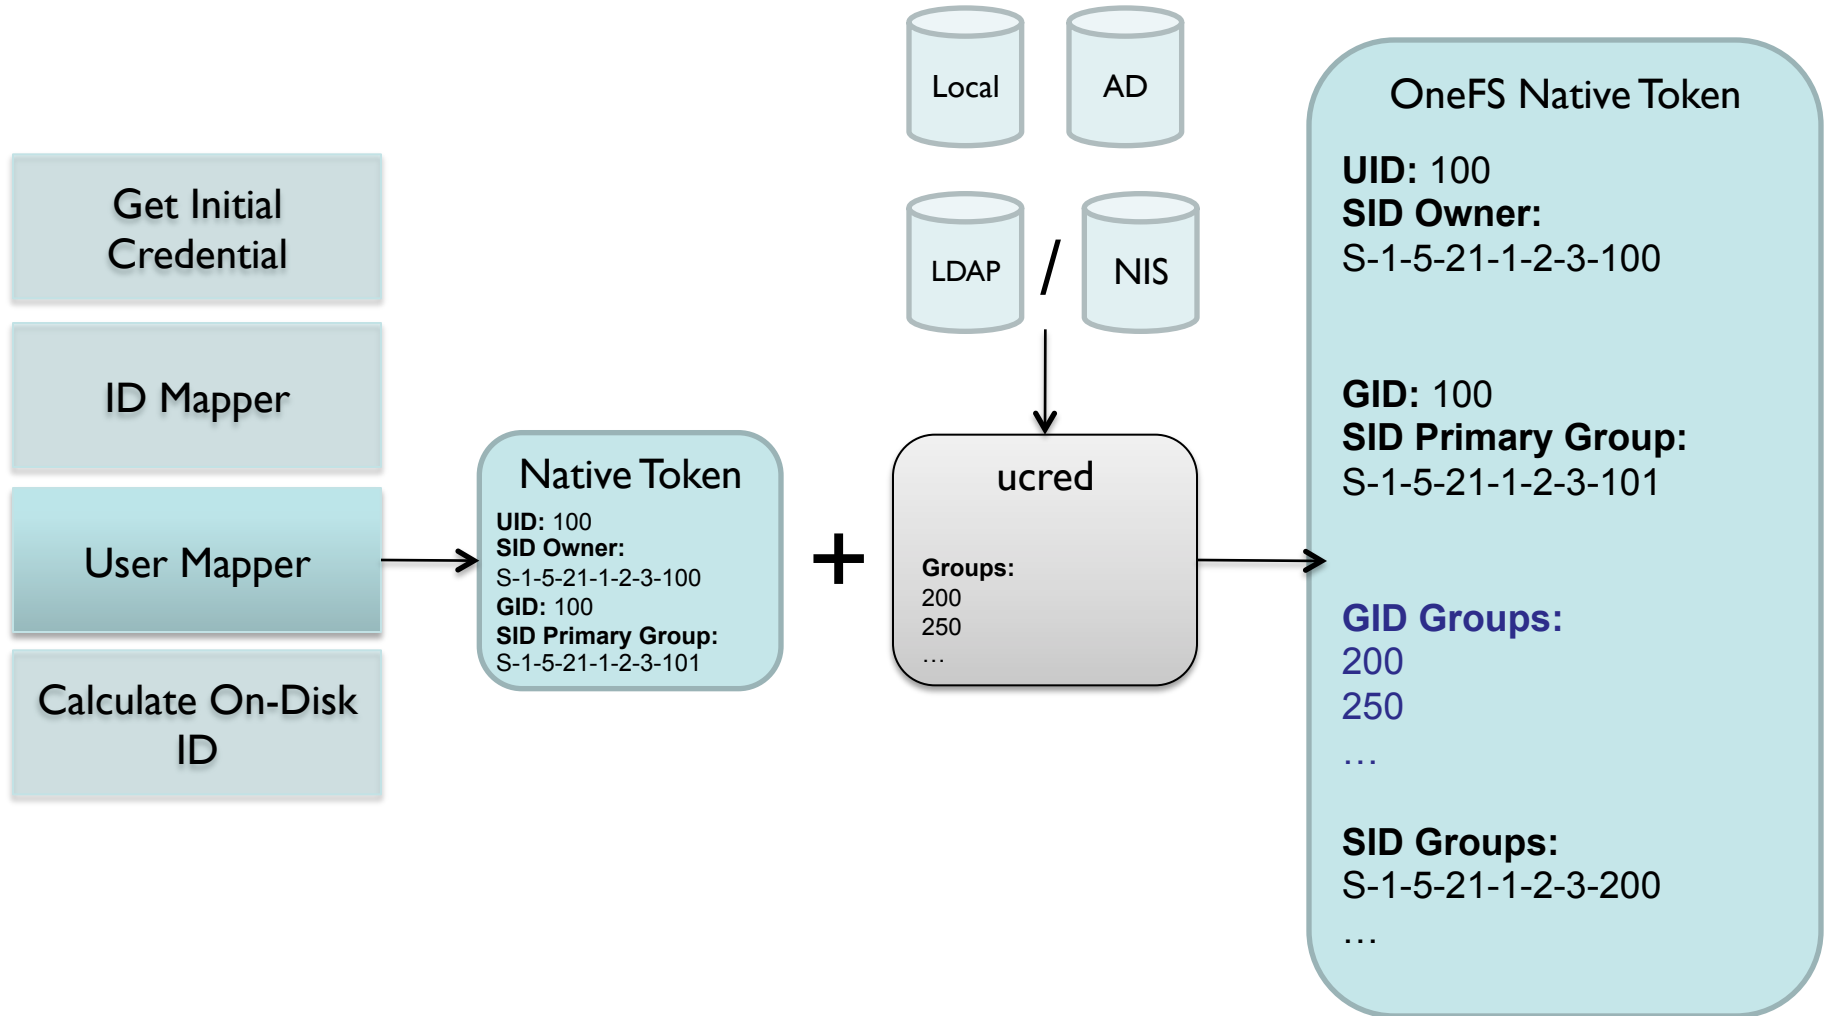 Get Initial
Credential
ID Mapper
User Mapper
Calculate On-Disk
ID
Native Token
UID: 100
SID Owner:
S-1-5-21-1-2-3-100
GID: 100
SID Primary Group:
S-1-5-21-1-2-3-101
+
Local
AD
LDAP
/
NIS
ucred
Groups:
200
250
…
OneFS Native Token
UID: 100
SID Owner:
S-1-5-21-1-2-3-100
GID: 100
SID Primary Group:
S-1-5-21-1-2-3-101
GID Groups:
200
250
…
SID Groups:
S-1-5-21-1-2-3-200
…